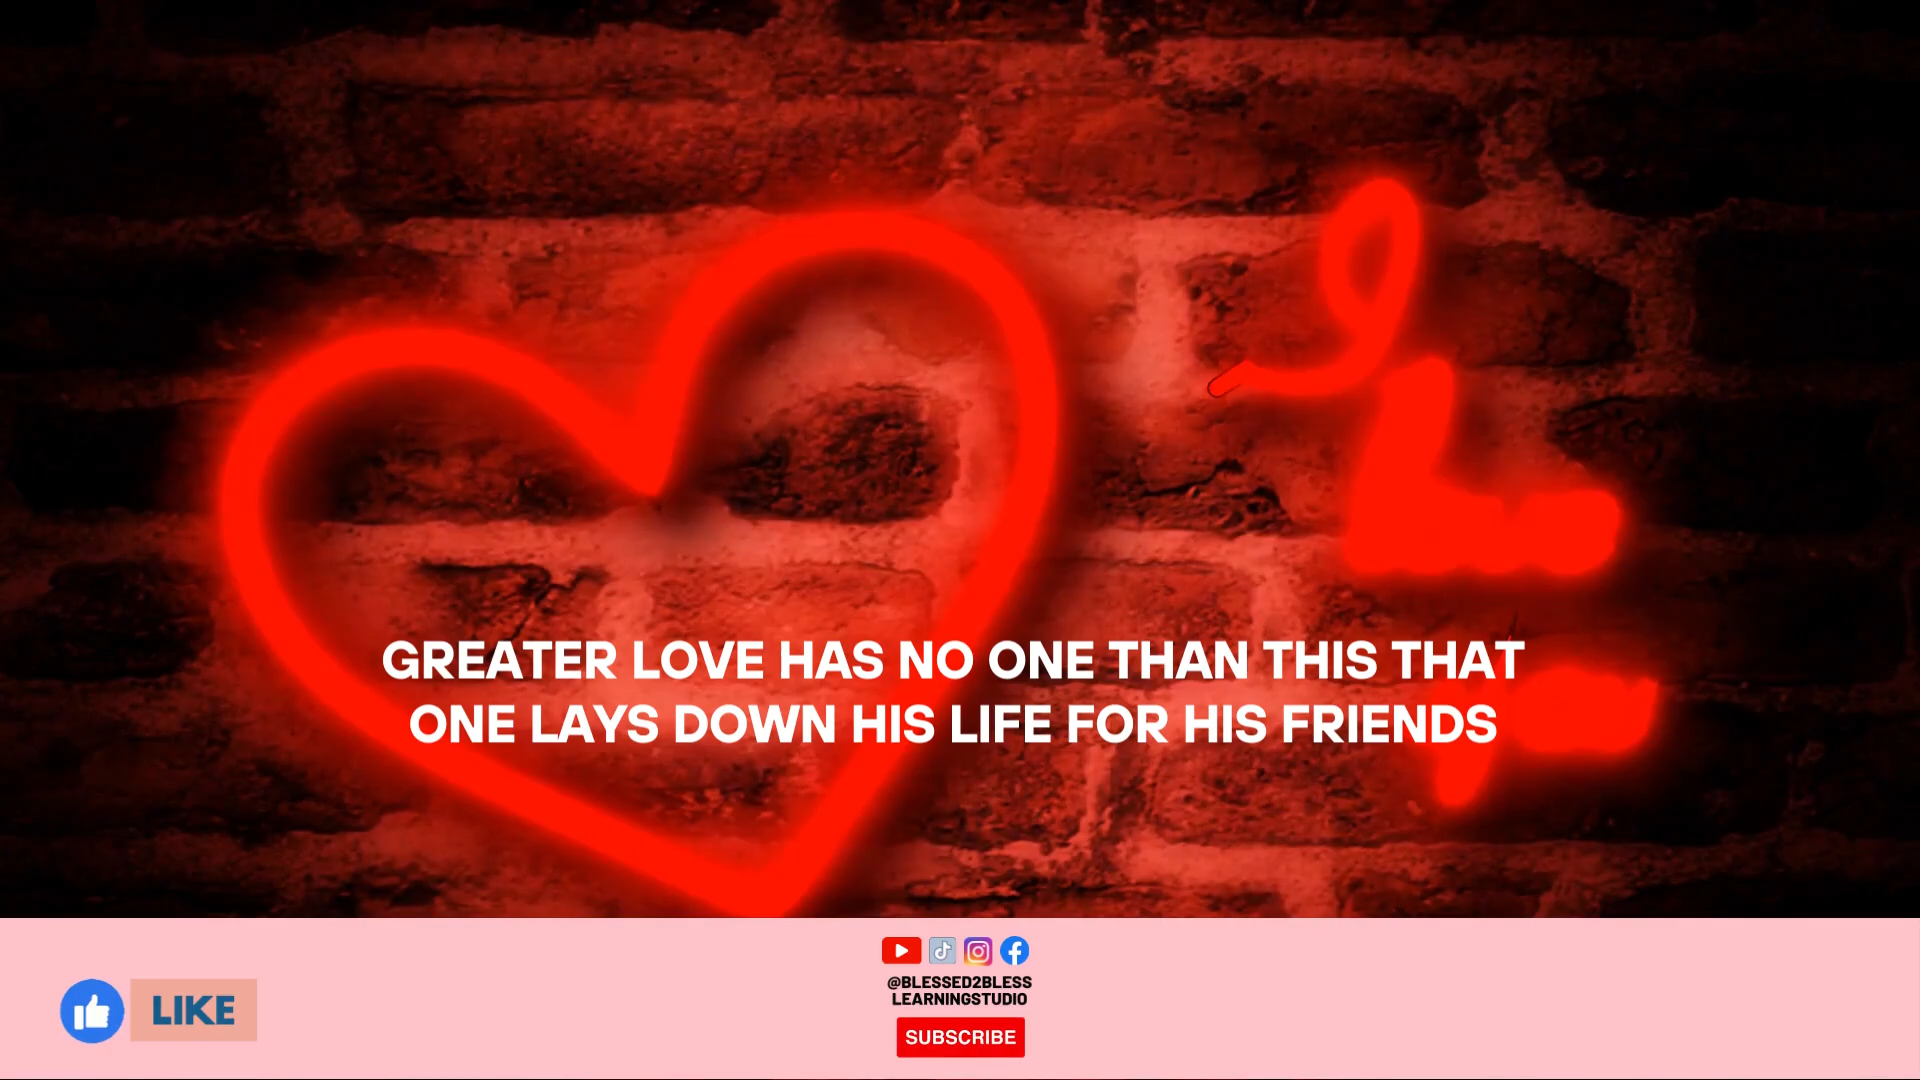 GREATER LOVE HAS NO ONE THAN THIS THAT
ONE LAYS DOWN HIS LIFE FOR HIS FRIENDS
LIKE
@BLESSED2BLESS
LEARNINGSTUDIO
SUBSCRIBE